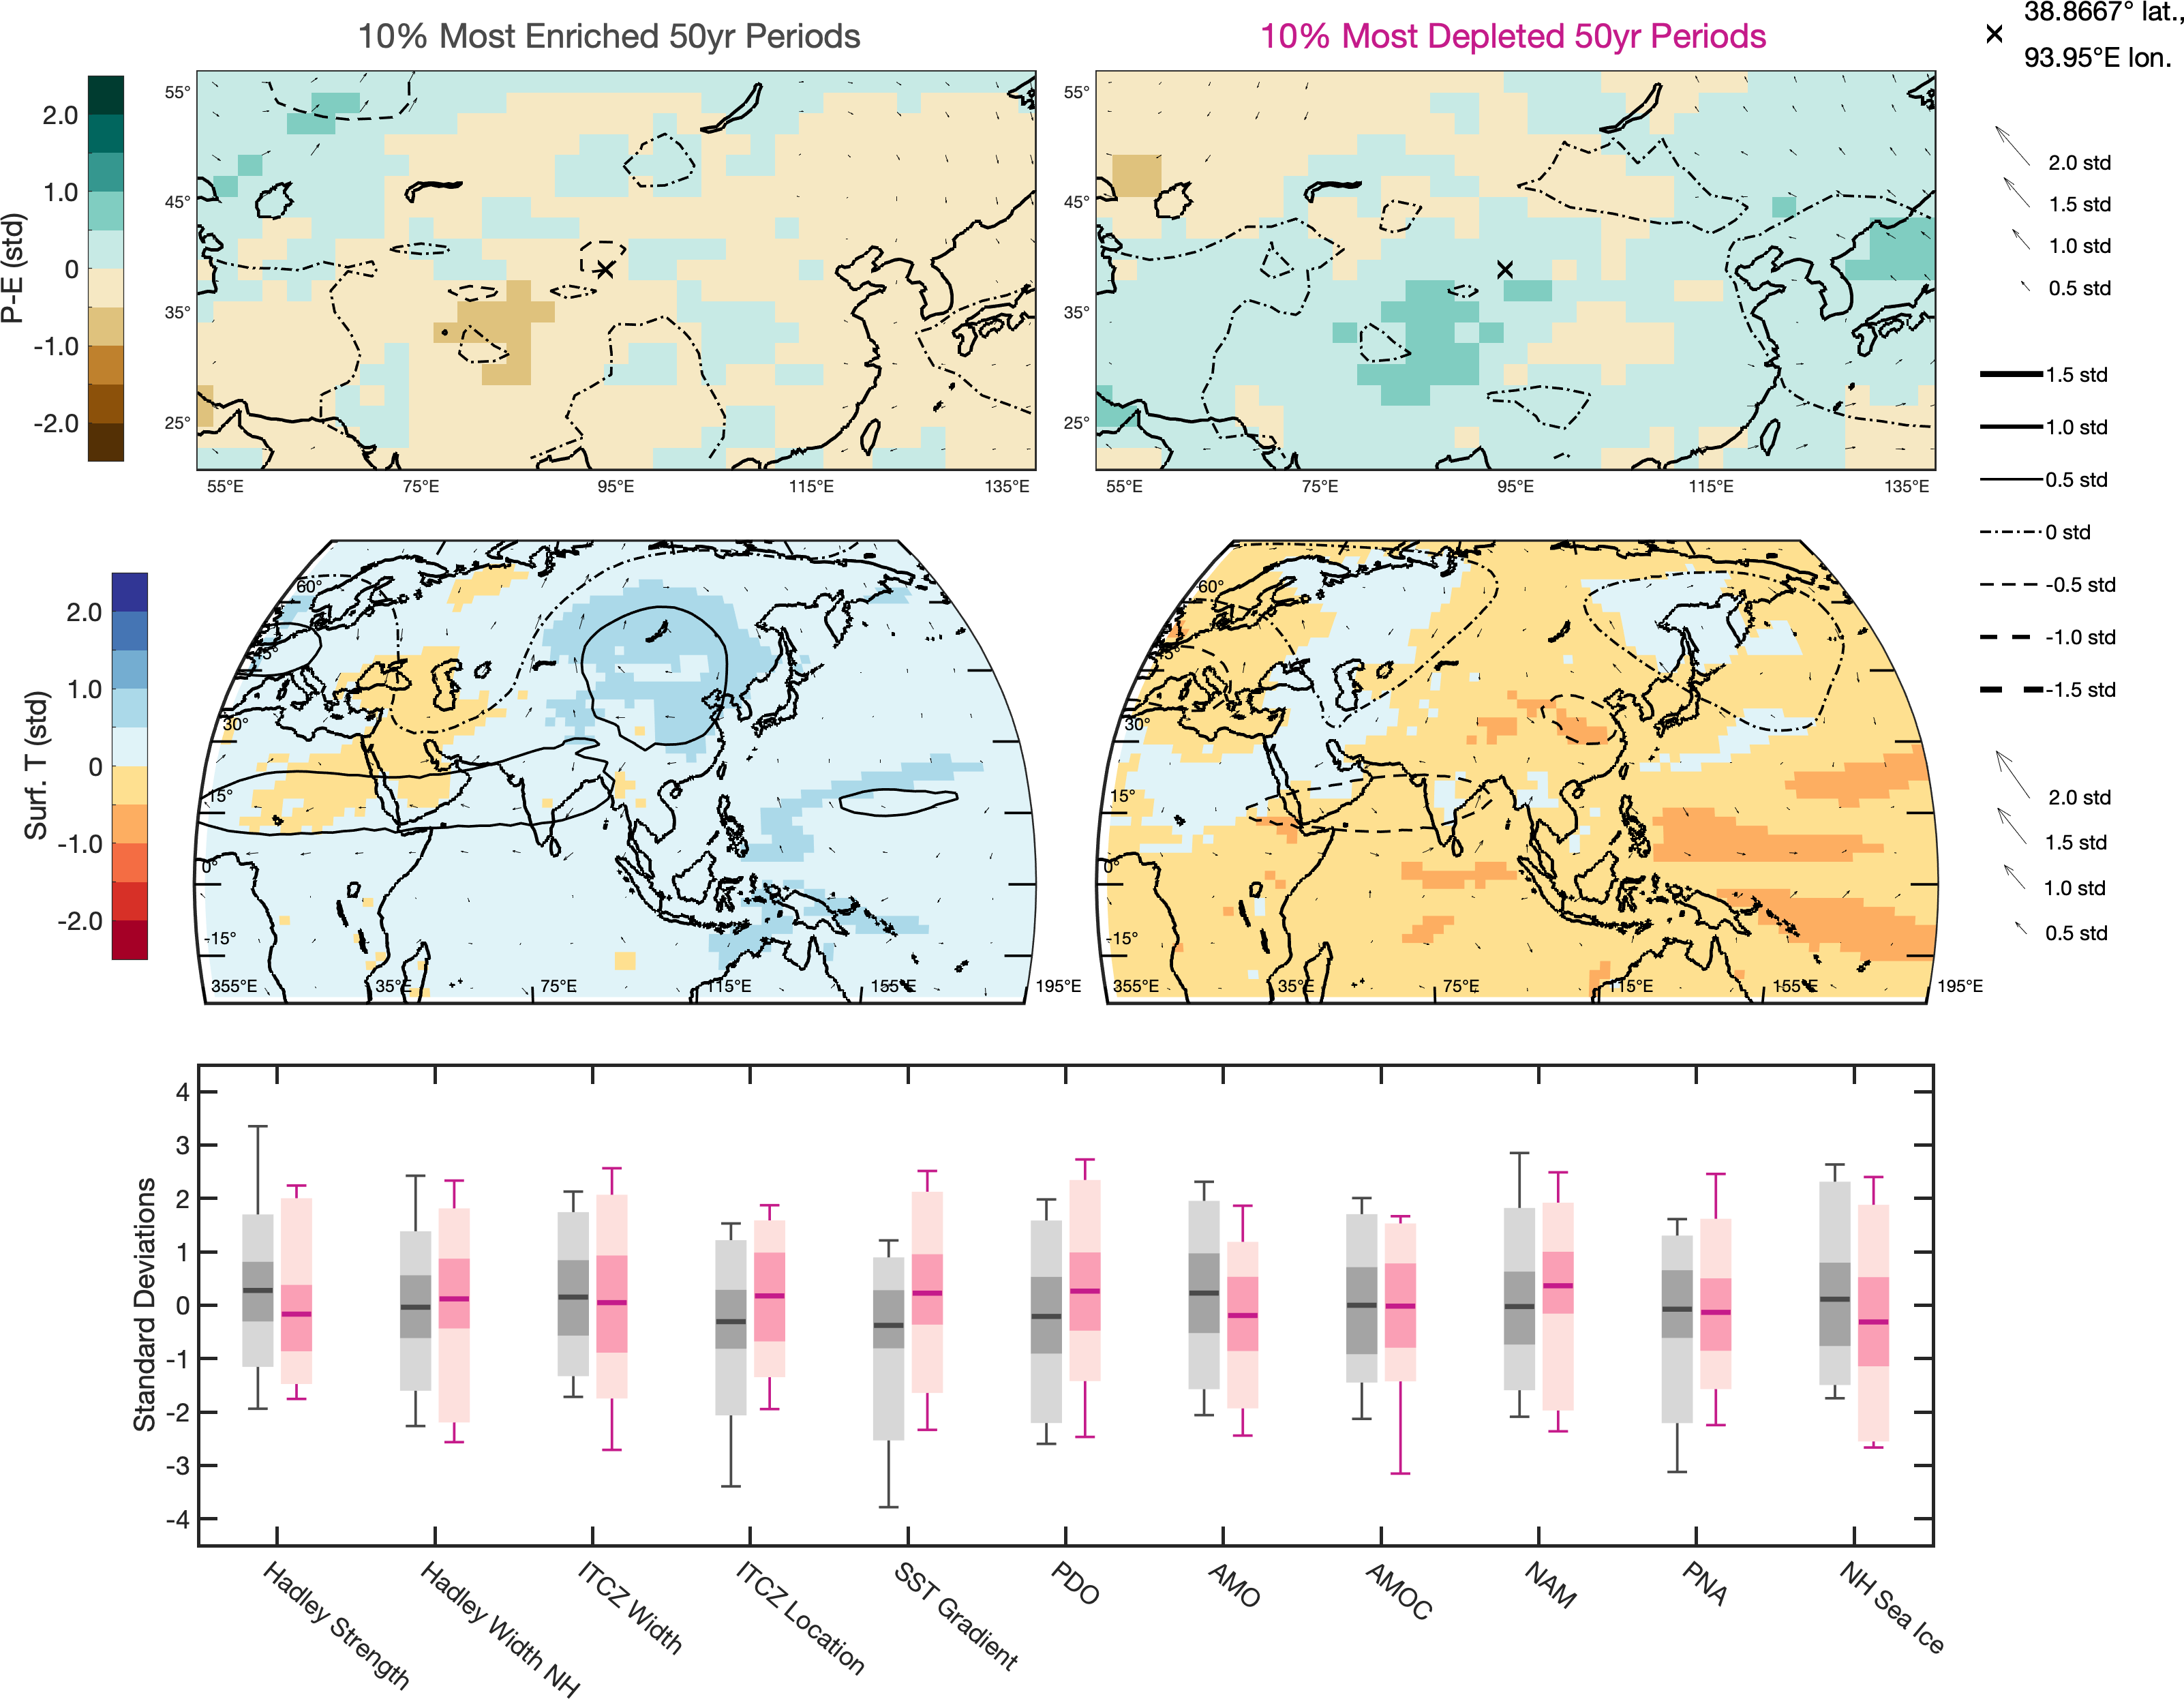 10% Most Enriched 50yr Periods
10% Most Depleted 50yr Periods
38.8667° lat.,
93.95°E lon.
P-E (std)
2.0
1.0
0
-1.0
-2.0
55°
45°
35°
25°
55°E
75°E
95°E
115°E
135°E
55°
45°
35°
25°
55°E
75°E
95°E
115°E
135°E
2.0 std
1.5 std
1.0 std
0.5 std
1.5 std
1.0 std
0.5 std
0 std
-0.5 std
-1.0 std
-1.5 std
Surf. T (std)
2.0
1.0
0
-1.0
-2.0
60°
45°
30°
15°
0°
-15°
355°E
35°E
75°E
115°E
155°E
195°E
60°
45°
30°
15°
0°
-15°
355°E
35°E
75°E
115°E
155°E
195°E
2.0 std
1.5 std
1.0 std
0.5 std
Standard Deviations
4
3
2
1
0
-1
-2
-3
-4
Hadley Strength
Hadley Width NH
ITCZ Width
ITCZ Location
SST Gradient
PDO
AMO
AMOC
NAM
PNA
NH Sea Ice